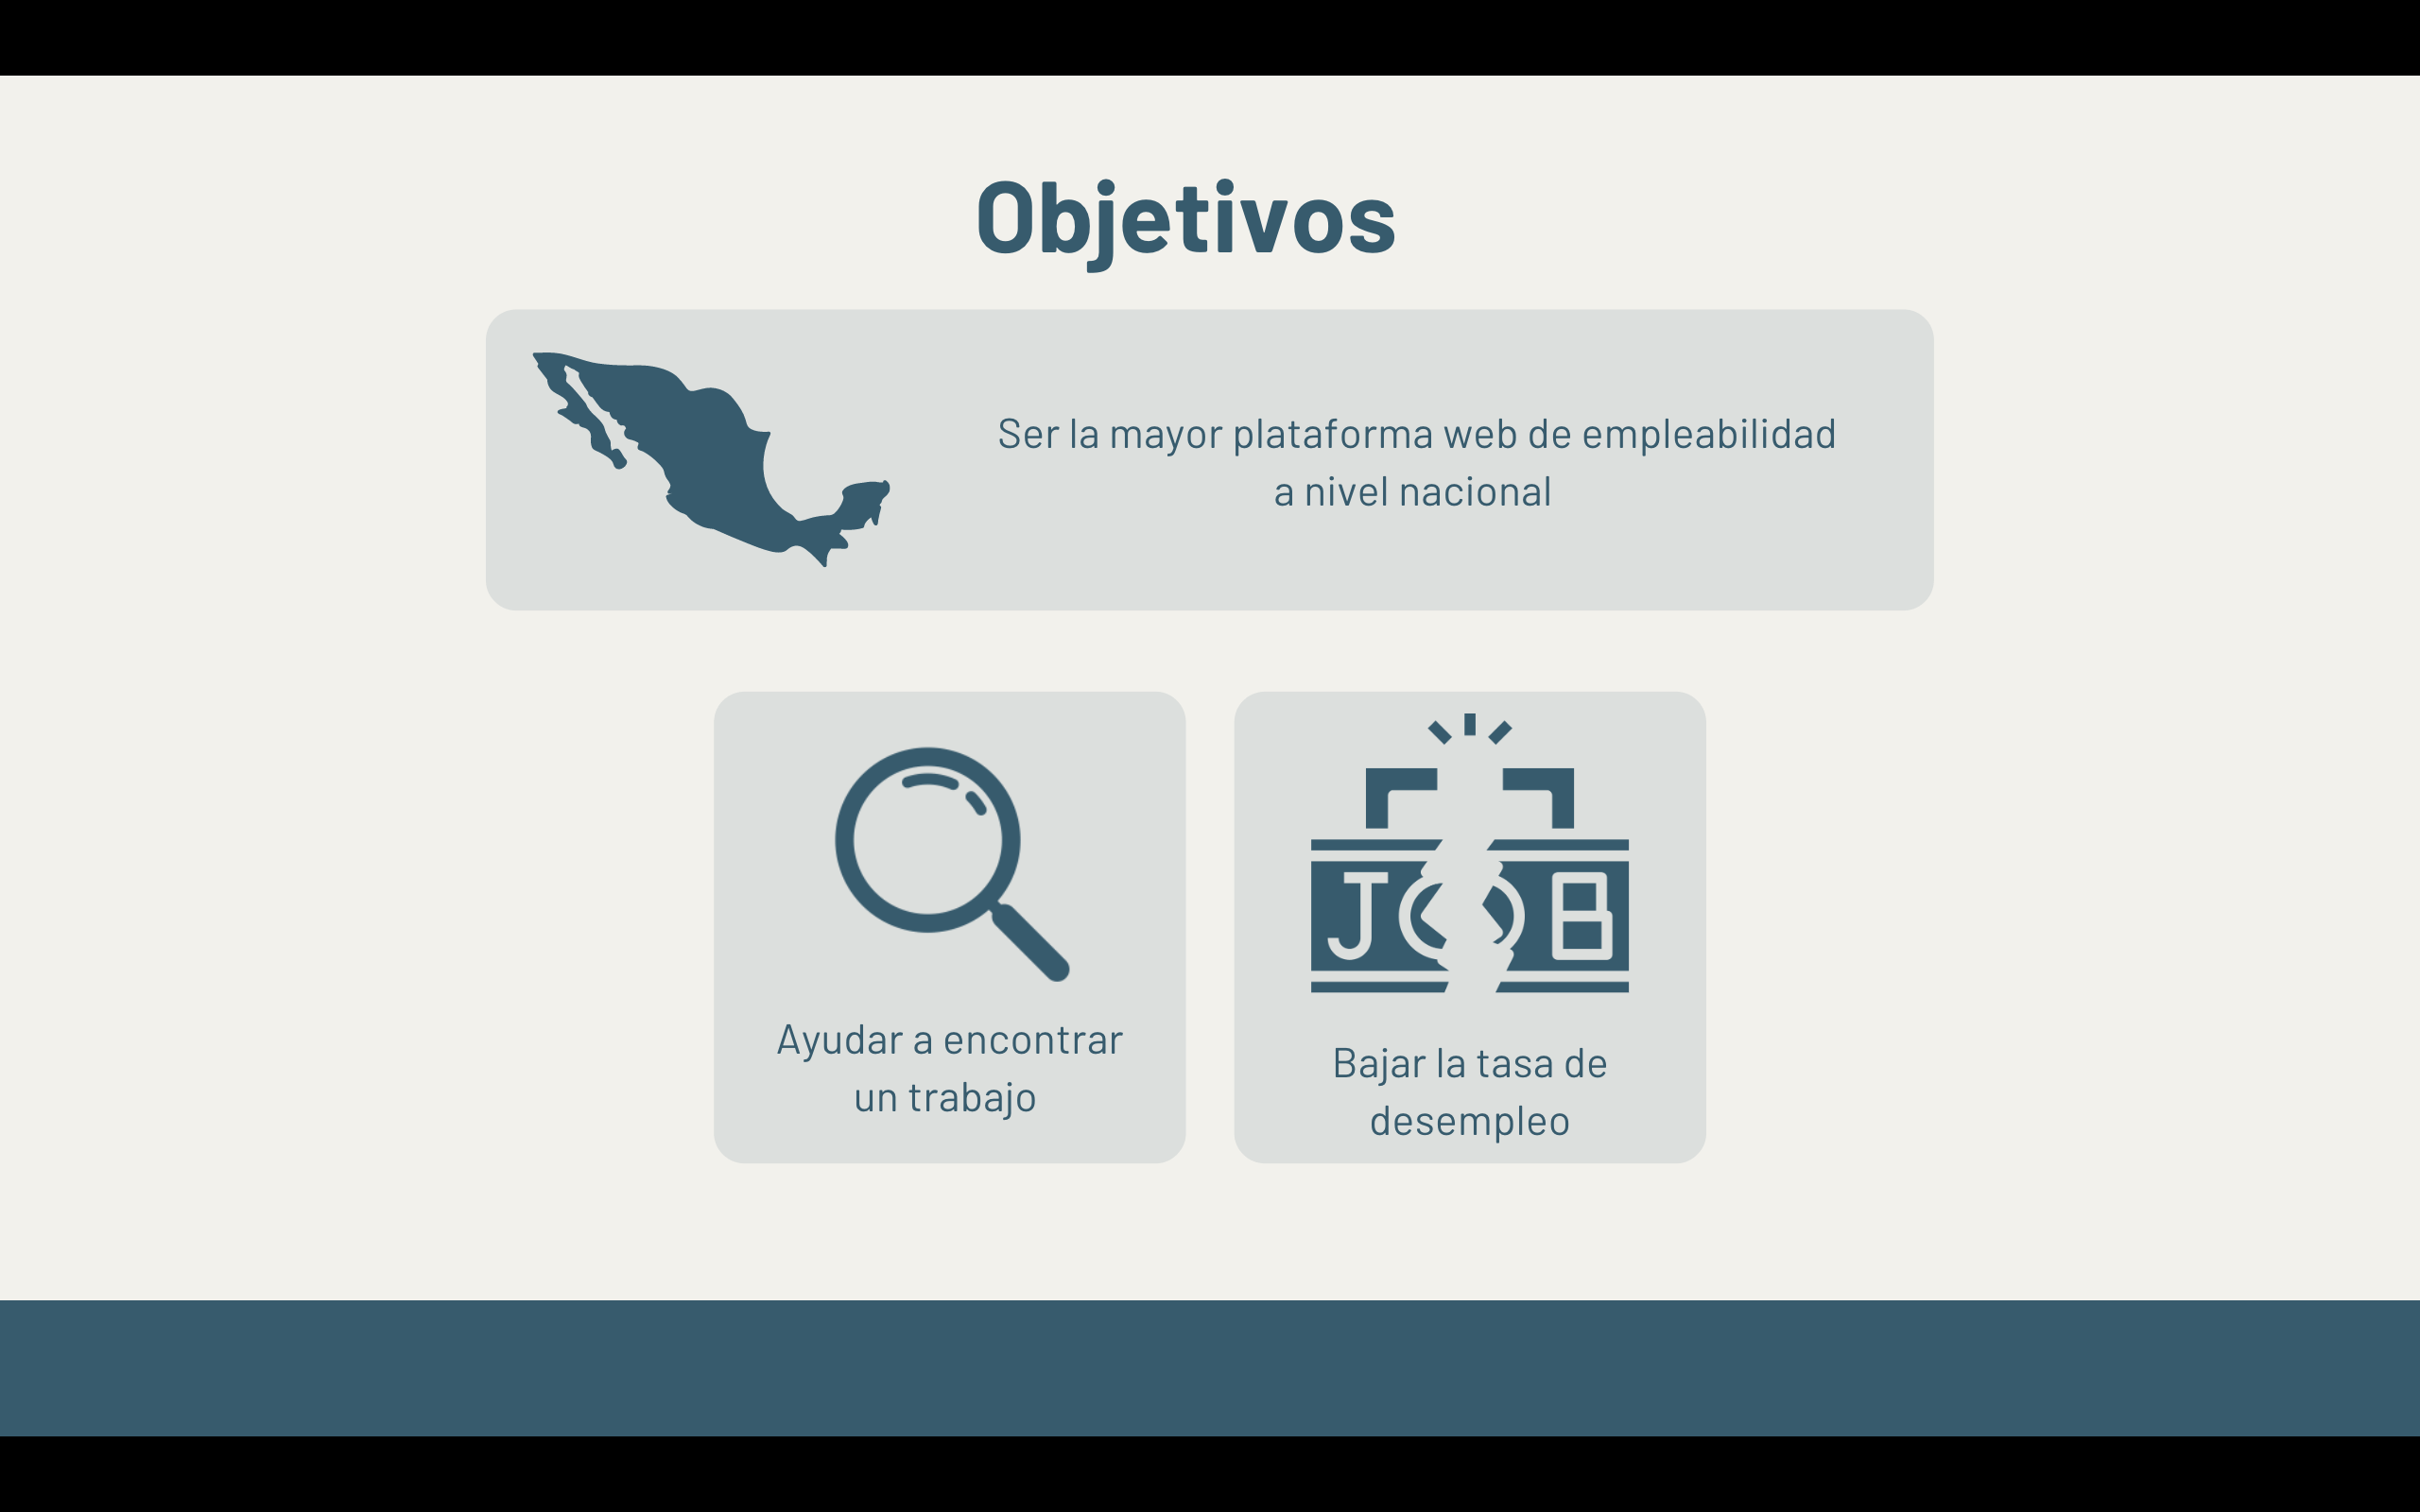 Objetivos
Ser la mayor plataforma web de empleabilidad
a nivel nacional
JOB
Ayudar a encontrar
un trabajo
Bajar la tasa de
desempleo